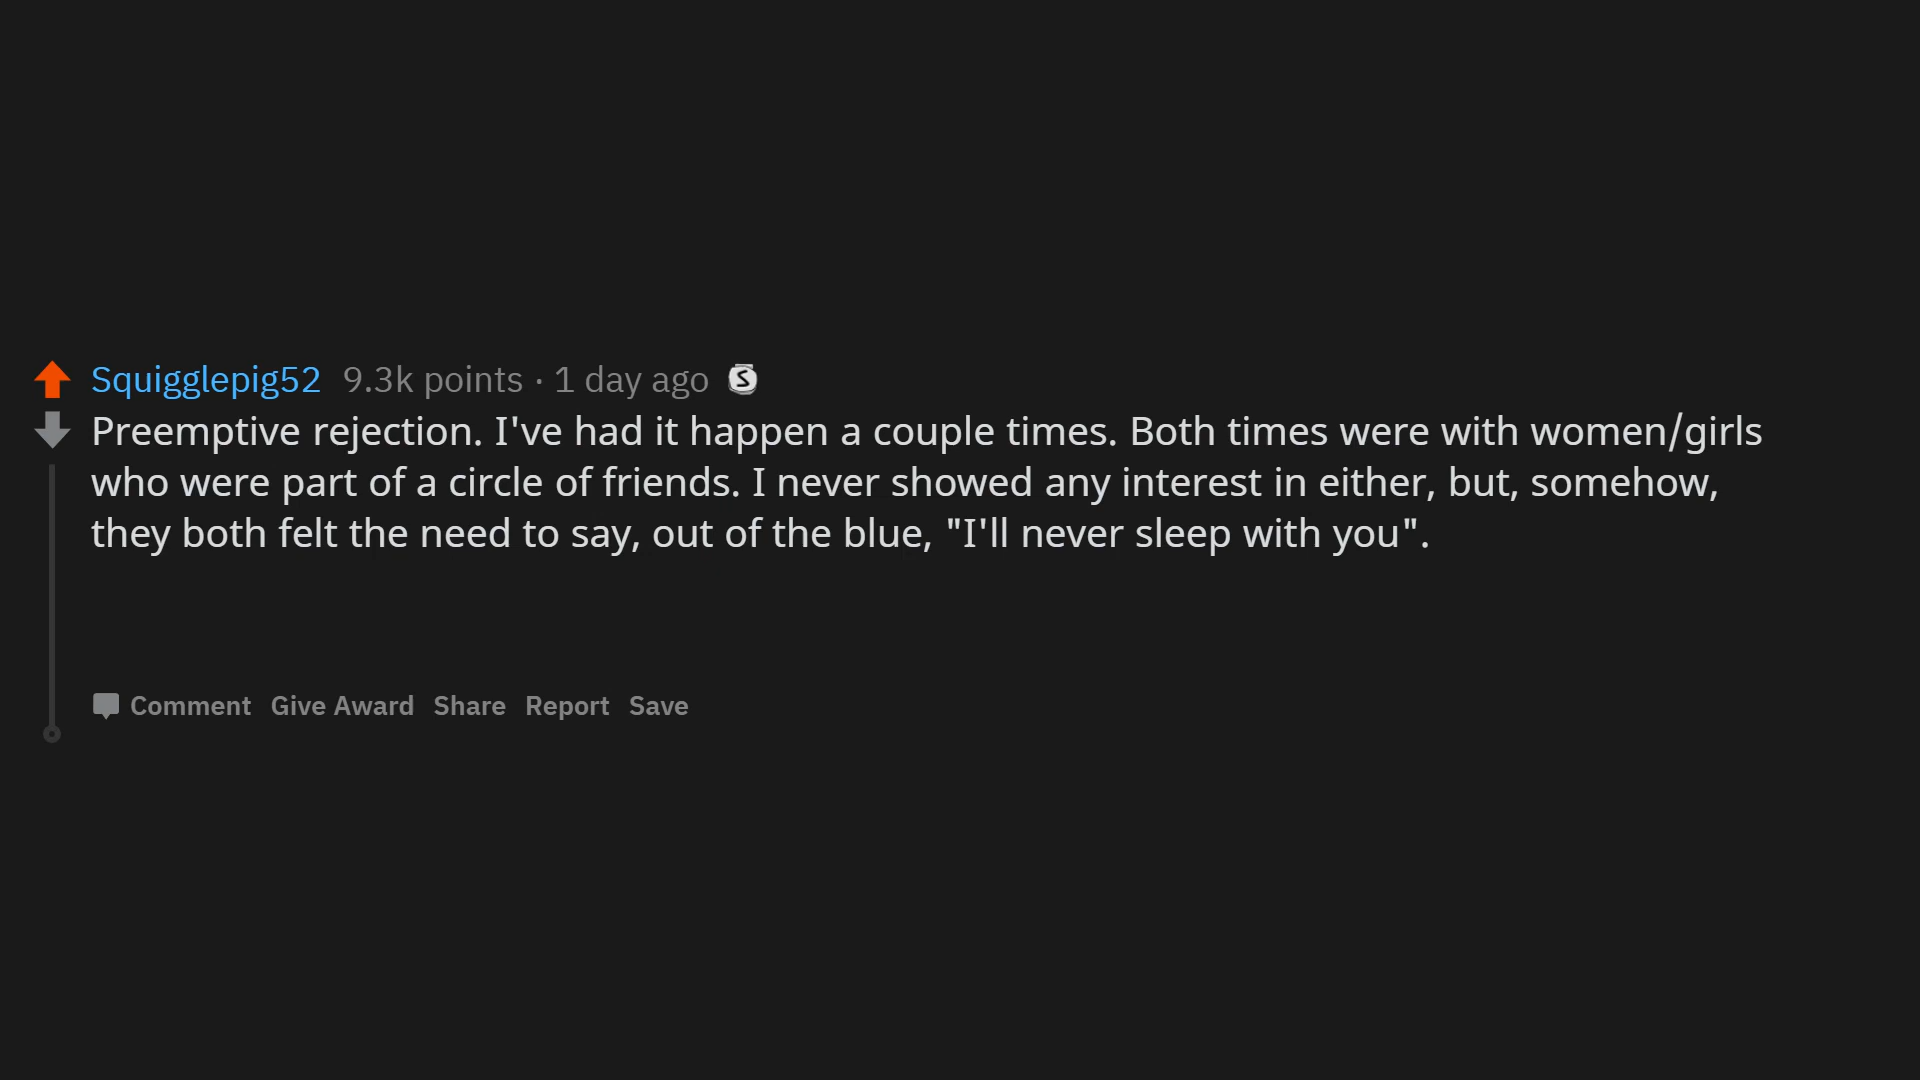 Squigglepig52 9.3k points · 1 day ago S
Preemptive rejection. I've had it happen a couple times. Both times were with women/girls
who were part of a circle of friends. I never showed any interest in either, but, somehow,
they both felt the need to say, out of the blue, "I'll never sleep with you".
Comment Give Award Share Report Save